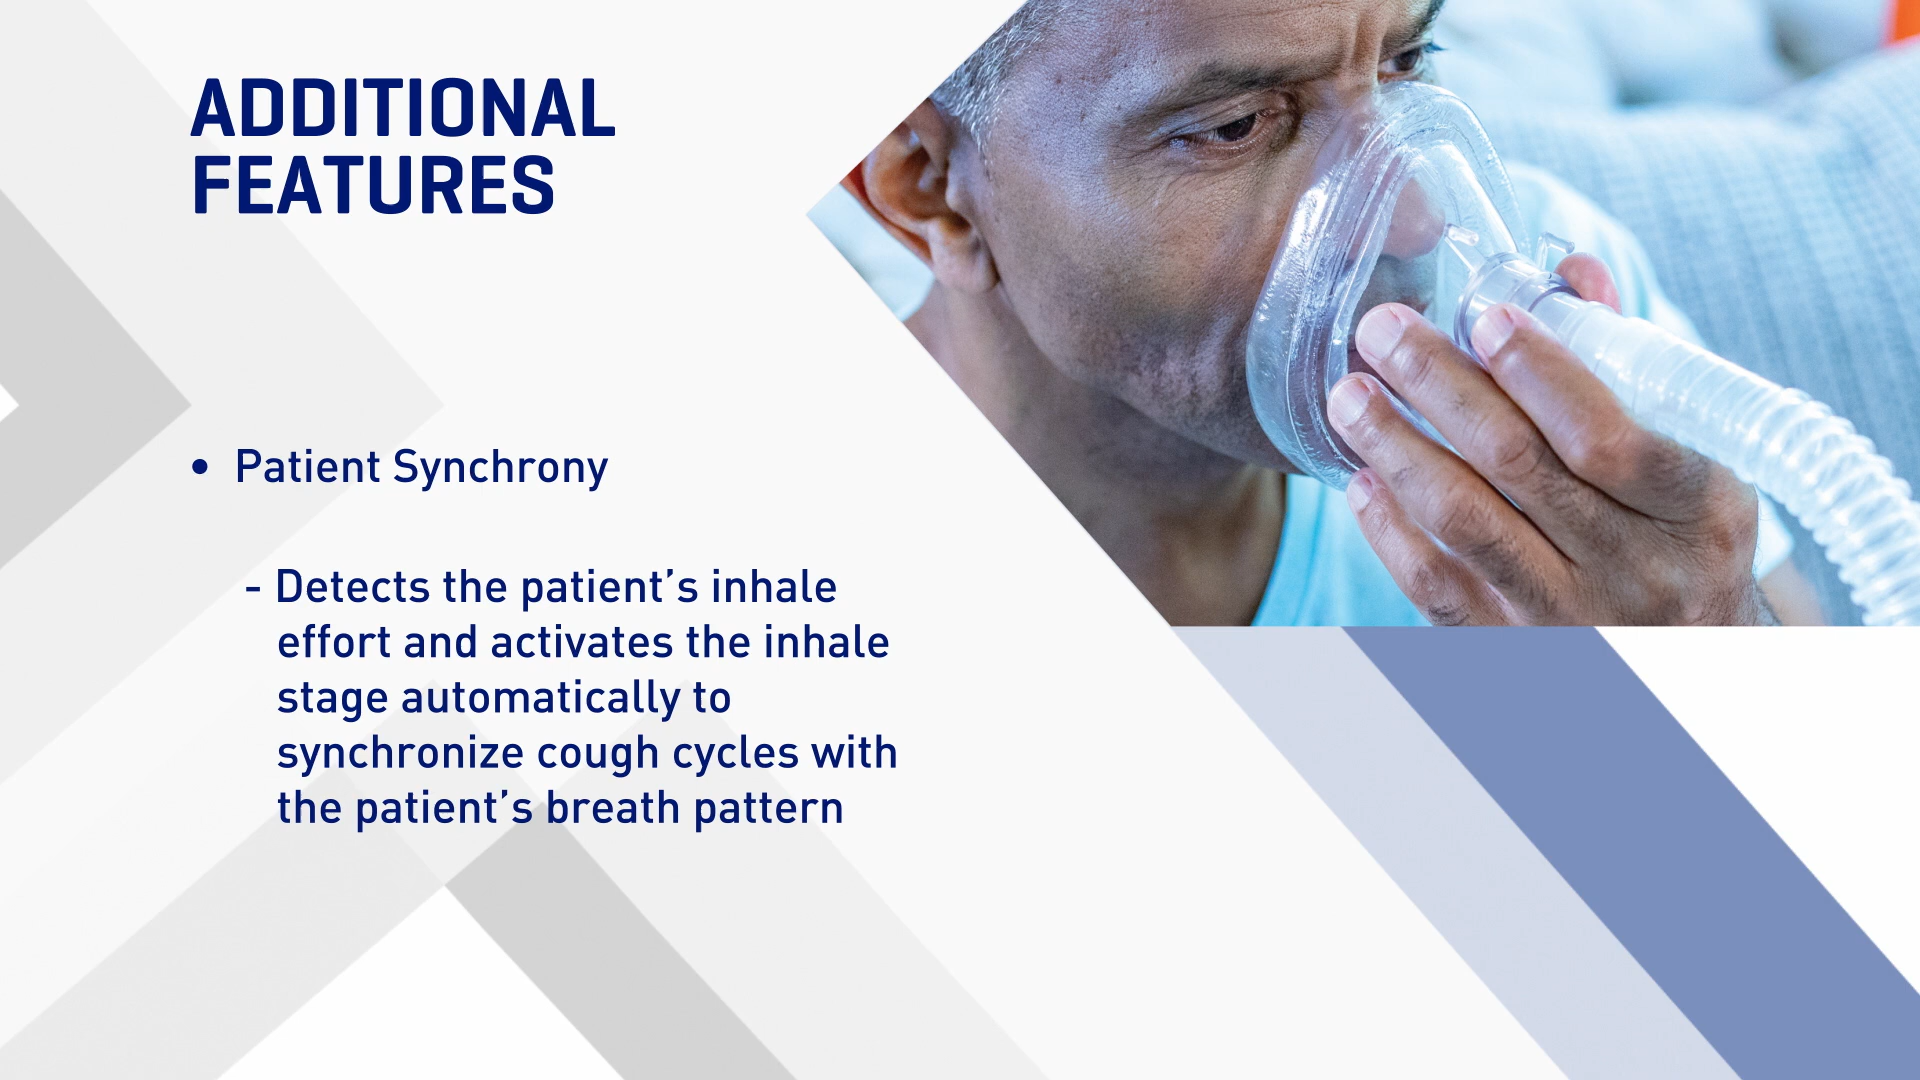 ADDITIONAL
FEATURES
• Patient Synchrony
- Detects the patient’s inhale
effort and activates the inhale
stage automatically to
synchronize cough cycles with
the patient’s breath pattern